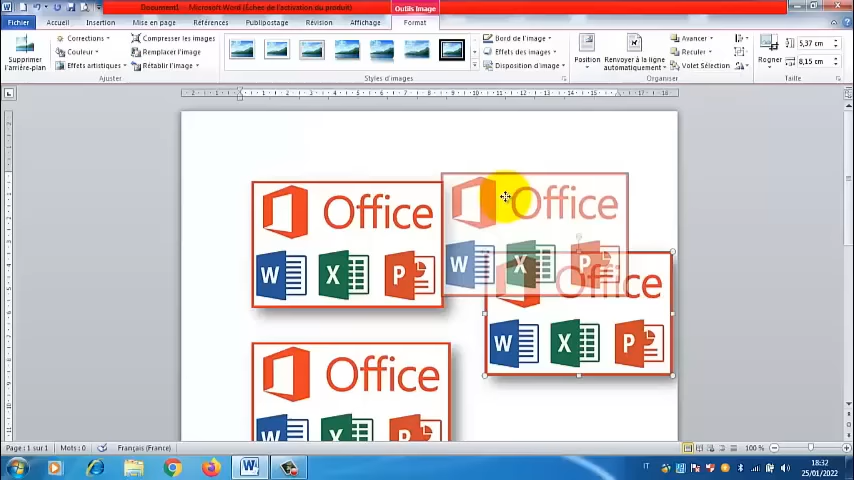 Document1 - Microsoft Word (Échec de l'activation du produit)
Outils Image
Fichier Accueil Insertion Mise en page Références Publipostage Révision Affichage Format
Supprimer l'arrière-plan
Corrections
Couleur
Effets artistiques
Compresser les images
Remplacer l'image
Rétablir l'image
Ajuster
Styles d'images
Bord de l'image
Effets des images
Disposition d'image
Position
Renvoyer à la ligne automatiquement
Avancer
Reculer
Volet Sélection
Organiser
Rogner
5,37 cm
8,15 cm
Taille
Office
W X P
Office
W X P
Office
W X P
Office
W X P
Page : 1 sur 1 Mots : 0 Français (France) 100 %
IT 18:32
25/01/2022